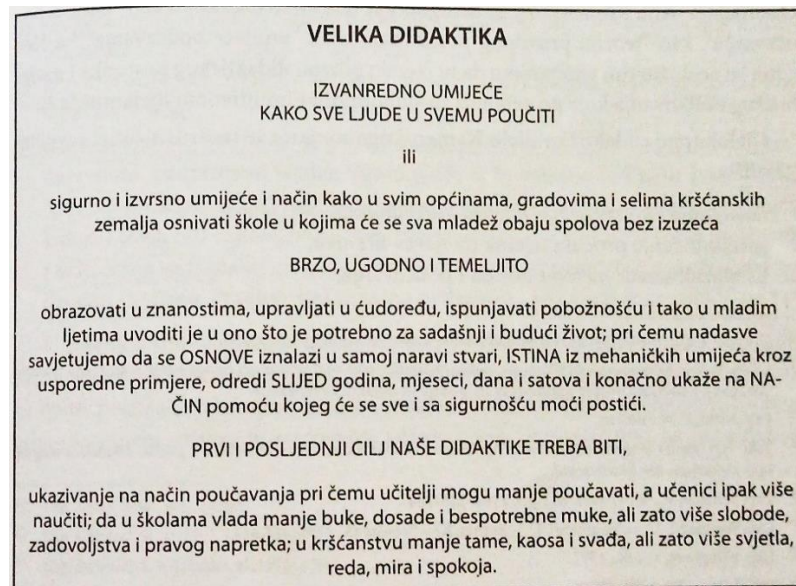 VELIKA DIDAKTIKA
IZVANREDNO UMIJEĆE
KAKO SVE LJUDE U SVEMU POUČITI
ili
sigurno i izvrsno umijeće i način kako u svim općinama, gradovima i selima kršćanskih
zemalja osnivati škole u kojima će se sva mladež obaju spolova bez izuzeća
BRZO, UGODNO I TEMELJITO
obrazovati u znanostima, upravljati u ćudoređu, ispunjavati pobožnošću i tako u mladim
ljetima uvoditi je u ono što je potrebno za sadašnji i budući život; pri čemu nadasve
savjetujemo da se OSNOVE iznalazi u samoj naravi stvari, ISTINA iz mehaničkih umijeća kroz
usporedne primjere, odredi SLIJED godina, mjeseci, dana i satova i konačno ukaže na NA-
ČIN pomoću kojeg će se sve i sa sigurnošću moći postići.
PRVI I POSLJEDNJI CILJ NAŠE DIDAKTIKE TREBA BITI,
ukazivanje na način poučavanja pri čemu učitelji mogu manje poučavati, a učenici ipak više
naučiti; da u školama vlada manje buke, dosade i bespotrebne muke, ali zato više slobode,
zadovoljstva i pravog napretka; u kršćanstvu manje tame, kaosa i svađa, ali zato više svjetla,
reda, mira i spokoja.